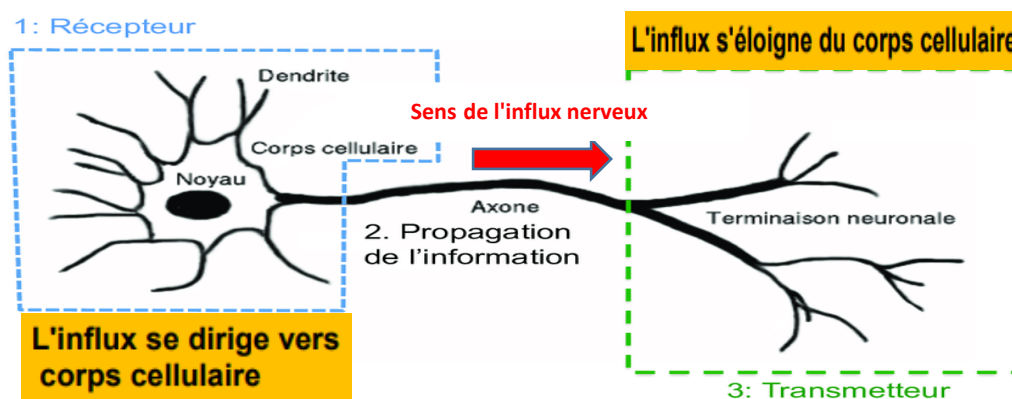 1: Récepteur
L'influx s'éloigne du corps cellulaire
Dendrite
Sens de l'influx nerveux
Corps cellulaire
Noyau
Axone
Terminaison neuronale
2. Propagation
de l'information
L'influx se dirige vers
corps cellulaire
3: Transmetteur